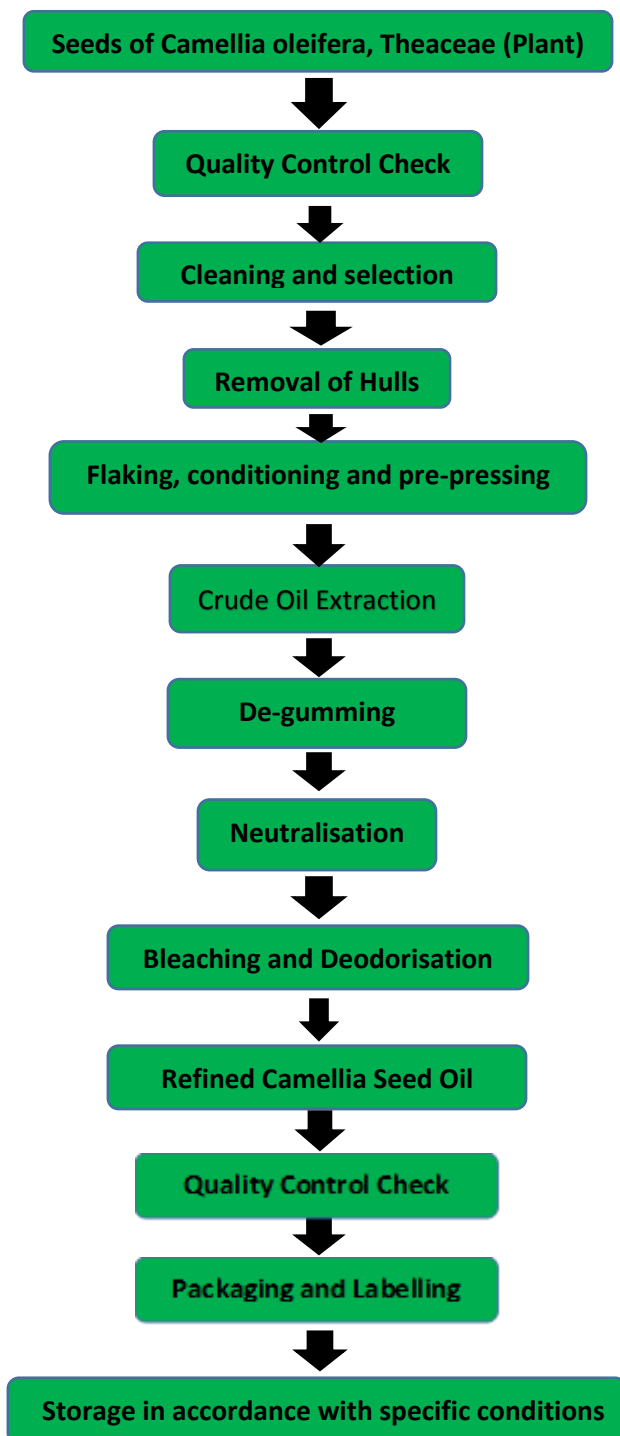 Seeds of Camellia oleifera, Theaceae (Plant)
Quality Control Check
Cleaning and selection
Removal of Hulls
Flaking, conditioning and pre-pressing
Crude Oil Extraction
De-gumming
Neutralisation
Bleaching and Deodorisation
Refined Camellia Seed Oil
Quality Control Check
Packaging and Labelling
Storage in accordance with specific conditions